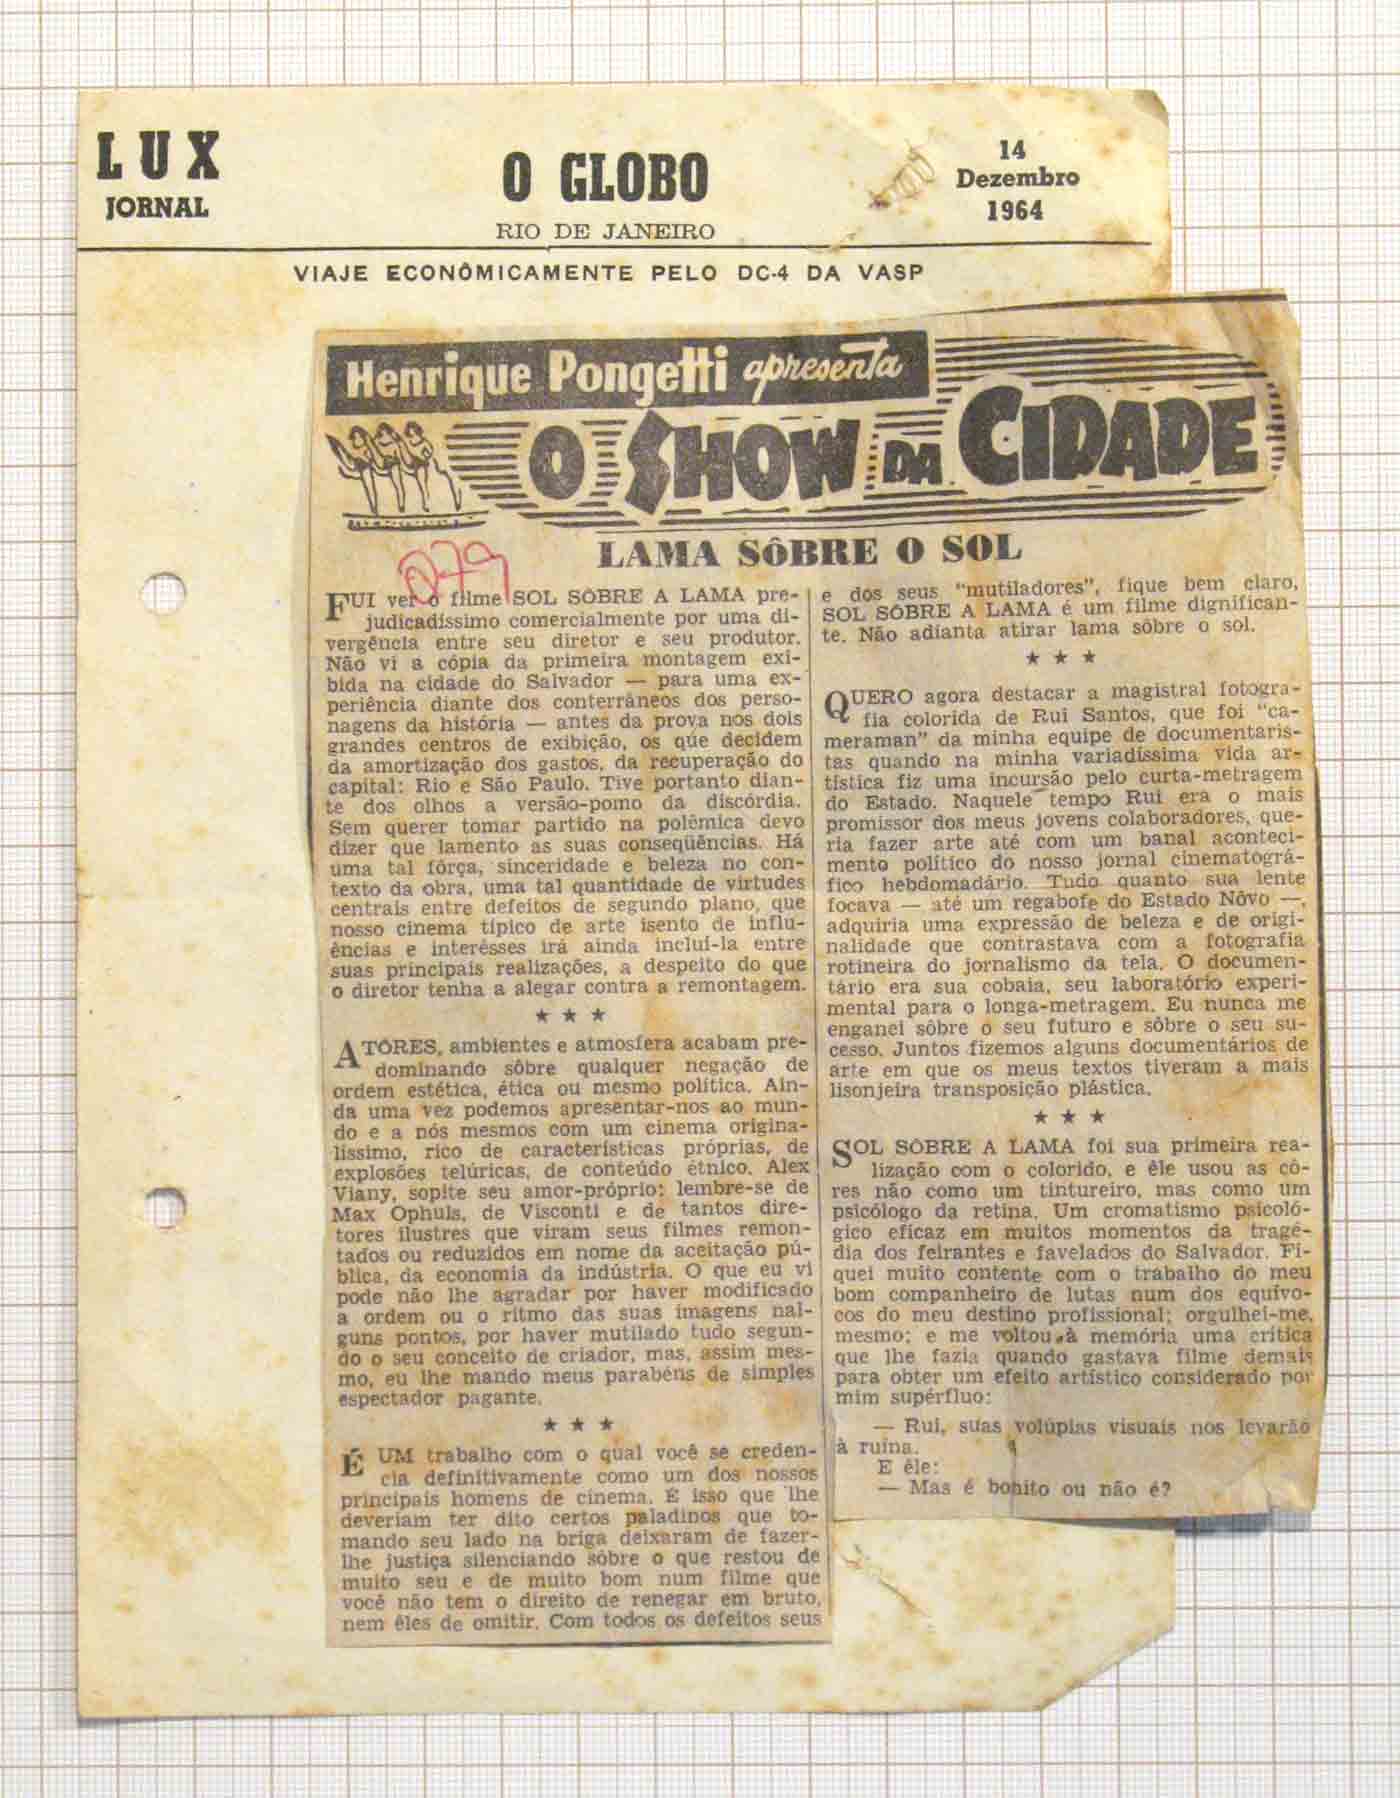 LUX
JORNAL
O GLOBO
RIO DE JANEIRO
14
Dezembro
1964
VIAJE ECONÔMICAMENTE PELO DC-4 DA VASP
Henrique Pongetti apresenta
O SHOW DA CIDADE
279
LAMA SÔBRE O SOL
FUI ver o filme SOL SÔBRE A LAMA pre-
judicadíssimo comercialmente por uma di-
vergência entre seu diretor e seu produtor.
Não vi a cópia da primeira montagem exi-
bida na cidade do Salvador — para uma ex-
periência diante dos conterrâneos dos perso-
nagens da história — antes da prova nos dois
grandes centros de exibição, os que decidem
da amortização dos gastos, da recuperação do
capital: Rio e São Paulo. Tive portanto dian-
te dos olhos a versão-pomo da discórdia.
Sem querer tomar partido na polêmica devo
dizer que lamento as suas conseqüências. Há
uma tal fôrça, sinceridade e beleza no con-
texto da obra, uma tal quantidade de virtudes
centrais entre defeitos de segundo plano, que
nosso cinema típico de arte isento de influ-
ências e interêsses irá ainda incluí-la entre
suas principais realizações, a despeito do que
o diretor tenha a alegar contra a remontagem.
★ ★ ★
ATÔRES, ambientes e atmosfera acabam pre-
dominando sôbre qualquer negação de
ordem estética, ética ou mesmo política. Ain-
da uma vez podemos apresentar-nos ao mun-
do e a nós mesmos com um cinema origina-
líssimo, rico de características próprias, de
explosões telúricas, de conteúdo étnico. Alex
Viany, sopite seu amor-próprio: lembre-se de
Max Ophuls, de Visconti e de tantos dire-
tores ilustres que viram seus filmes remon-
tados ou reduzidos em nome da aceitação pú-
blica, da economia da indústria. O que eu vi
pode não lhe agradar por haver modificado
a ordem ou o ritmo das suas imagens nal-
guns pontos, por haver mutilado tudo segun-
do o seu conceito de criador, mas, assim mes-
mo, eu lhe mando meus parabéns de simples
espectador pagante.
★ ★ ★
É UM trabalho com o qual você se creden-
cia definitivamente como um dos nossos
principais homens de cinema. É isso que lhe
deveriam ter dito certos paladinos que to-
mando seu lado na briga deixaram de fazer-
lhe justiça silenciando sôbre o que restou de
muito seu e de muito bom num filme que
você não tem o direito de renegar em bruto,
nem êles de omitir. Com todos os defeitos seus
e dos seus "mutiladores", fique bem claro,
SOL SÔBRE A LAMA é um filme dignifican-
te. Não adianta atirar lama sôbre o sol.
★ ★ ★
QUERO agora destacar a magistral fotogra-
fia colorida de Rui Santos, que foi "ca-
meraman" da minha equipe de documentaris-
tas quando na minha variadíssima vida ar-
tística fiz uma incursão pelo curta-metragem
do Estado. Naquele tempo Rui era o mais
promissor dos meus jovens colaboradores, que-
ria fazer arte até com um banal aconteci-
mento político do nosso jornal cinematográ-
fico hebdomadário. Tudo quanto sua lente
focava — até um regabofe do Estado Nôvo —,
adquiria uma expressão de beleza e de origi-
nalidade que contrastava com a fotografia
rotineira do jornalismo da tela. O documen-
tário era sua cobaia, seu laboratório experi-
mental para o longa-metragem. Eu nunca me
enganei sôbre o seu futuro e sôbre o seu su-
cesso. Juntos fizemos alguns documentários de
arte em que os meus textos tiveram a mais
lisonjeira transposição plástica.
★ ★ ★
SOL SÔBRE A LAMA foi sua primeira rea-
lização com o colorido, e êle usou as cô-
res não como um tintureiro, mas como um
psicólogo da retina. Um cromatismo psicoló-
gico eficaz em muitos momentos da tragé-
dia dos feirantes e favelados do Salvador. Fi-
quei muito contente com o trabalho do meu
bom companheiro de lutas num dos equívo-
cos do meu destino profissional; orgulhei-me,
mesmo; e me voltou à memória uma crítica
que lhe fazia quando gastava filme demais
para obter um efeito artístico considerado por
mim supérfluo:
— Rui, suas volúpias visuais nos levarão
à ruína.
E êle:
— Mas é bonito ou não é?